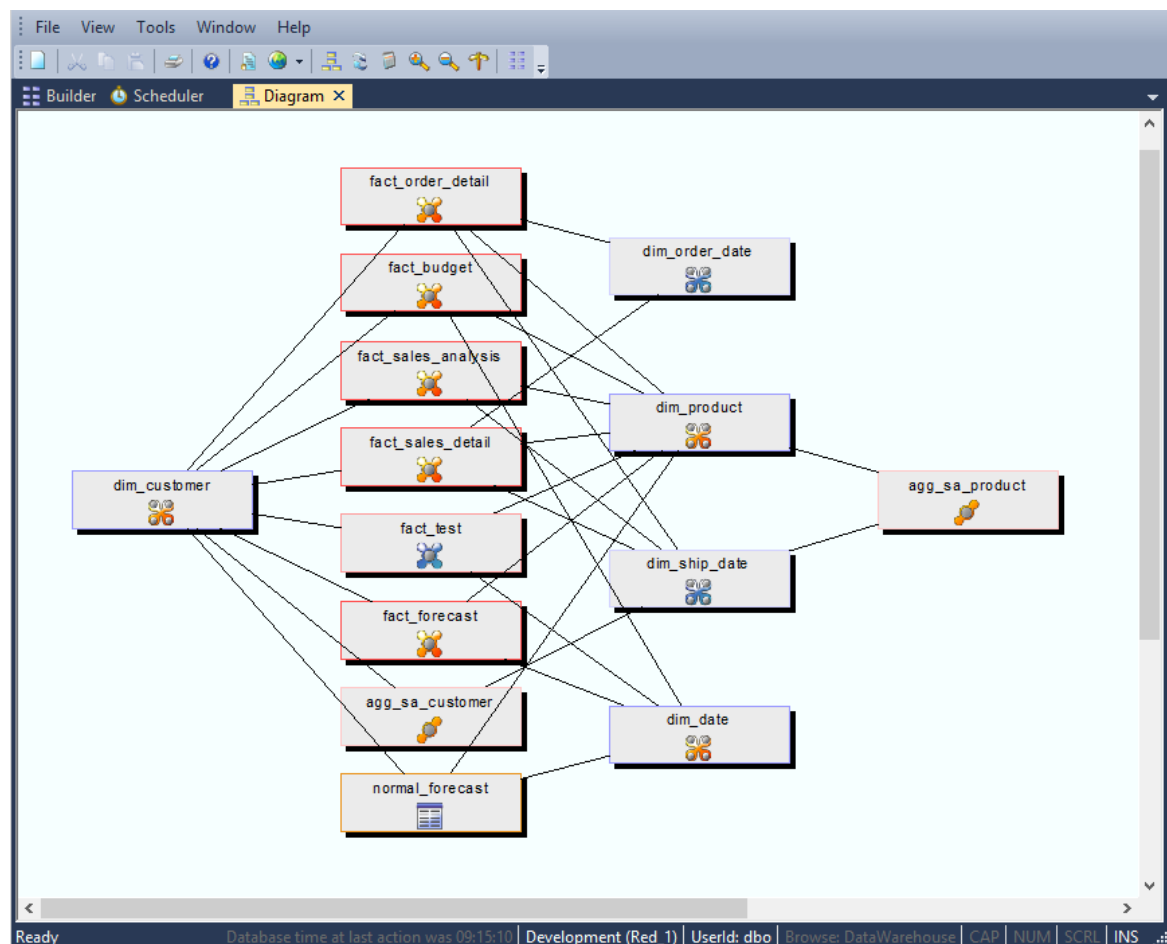 File View Tools Window Help
Builder Scheduler Diagram
fact_order_detail
dim_order_date
fact_budget
fact_sales_analysis
dim_product
fact_sales_detail
dim_customer
agg_sa_product
fact_test
dim_ship_date
fact_forecast
agg_sa_customer
dim_date
normal_forecast
Ready Database time at last action was 09:15:10 Development (Red_1) UserId: dbo Browse: DataWarehouse CAP NUM SCRL INS